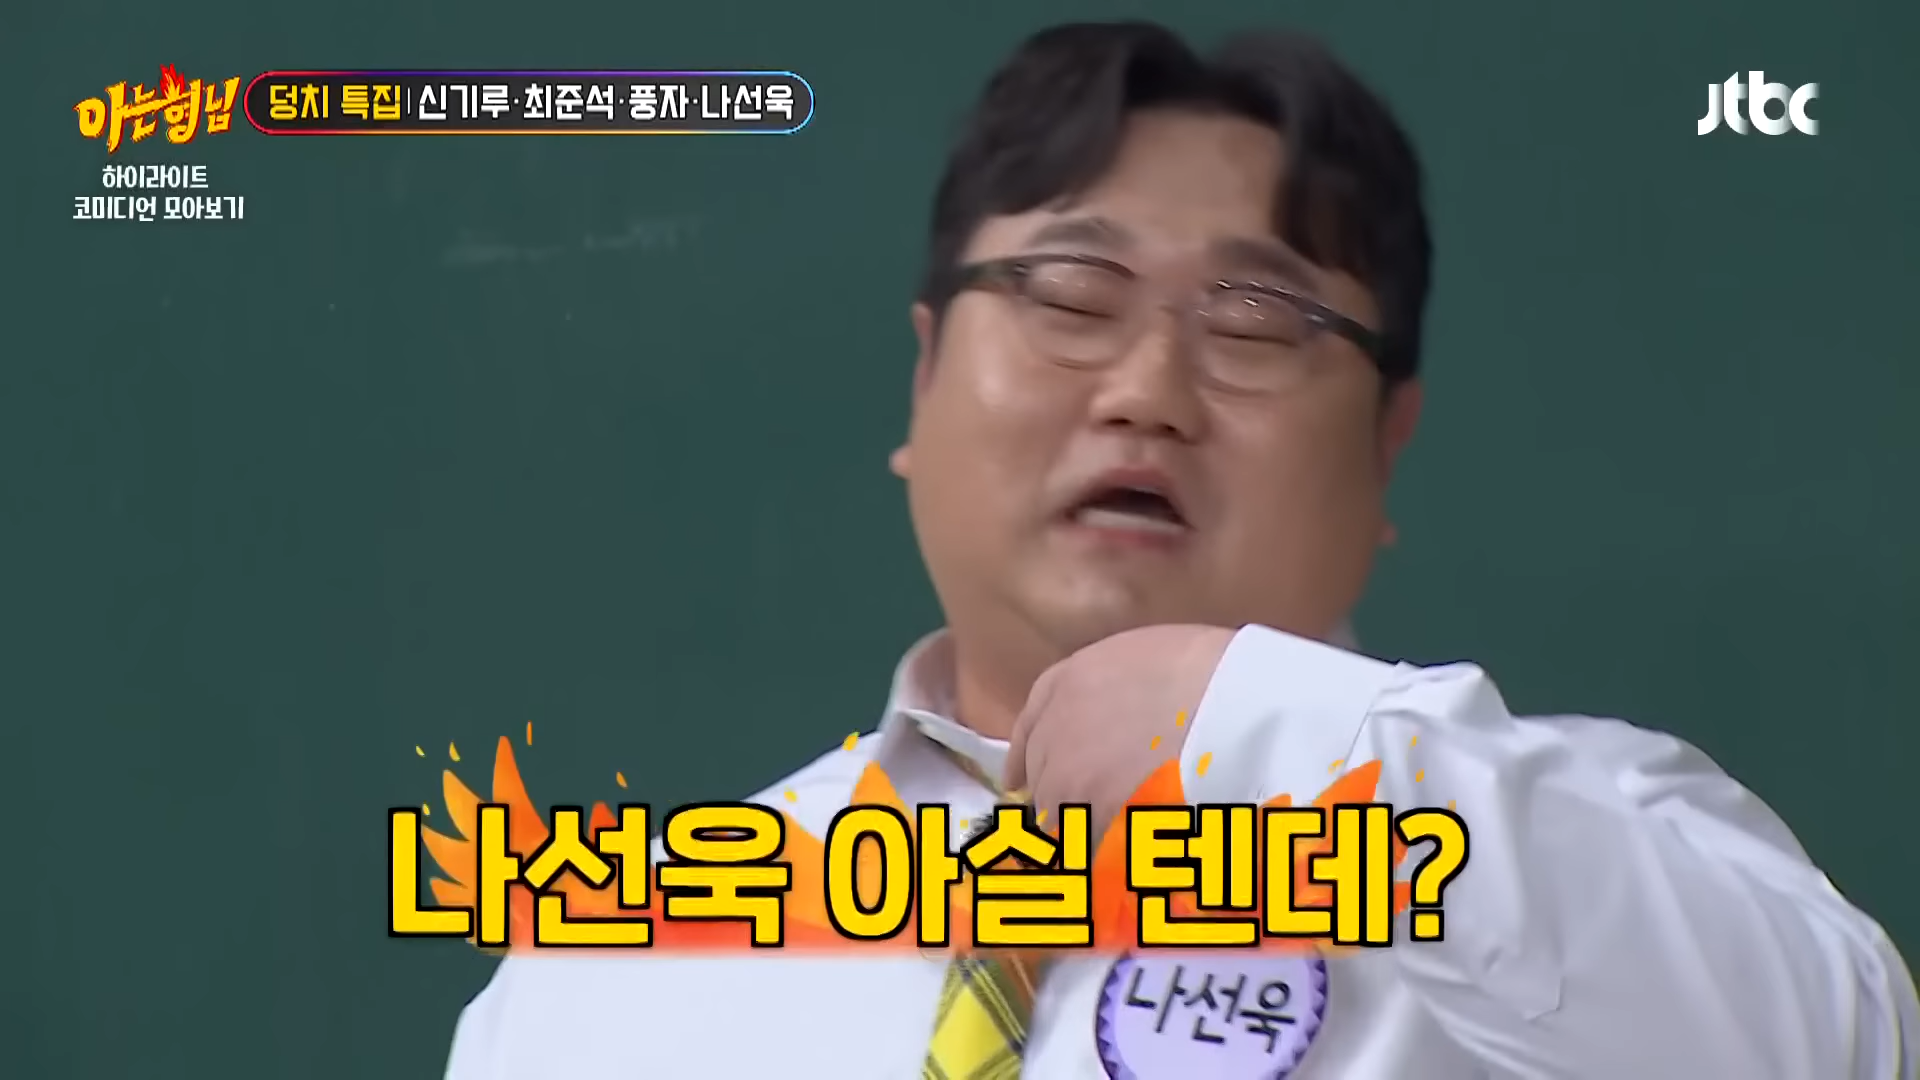 아는형님
덩치 특집 | 신기루·최준석·풍자·나선욱
jtbc
하이라이트
코미디언 모아보기
나선욱 아실 텐데?
나선욱